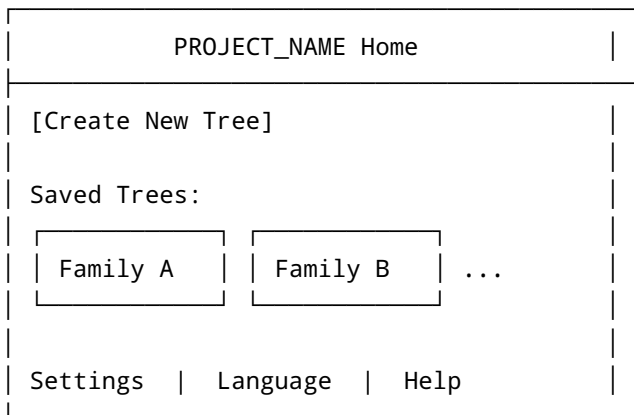 PROJECT_NAME Home
[Create New Tree]
Saved Trees:
Family A Family B ...
Settings | Language | Help